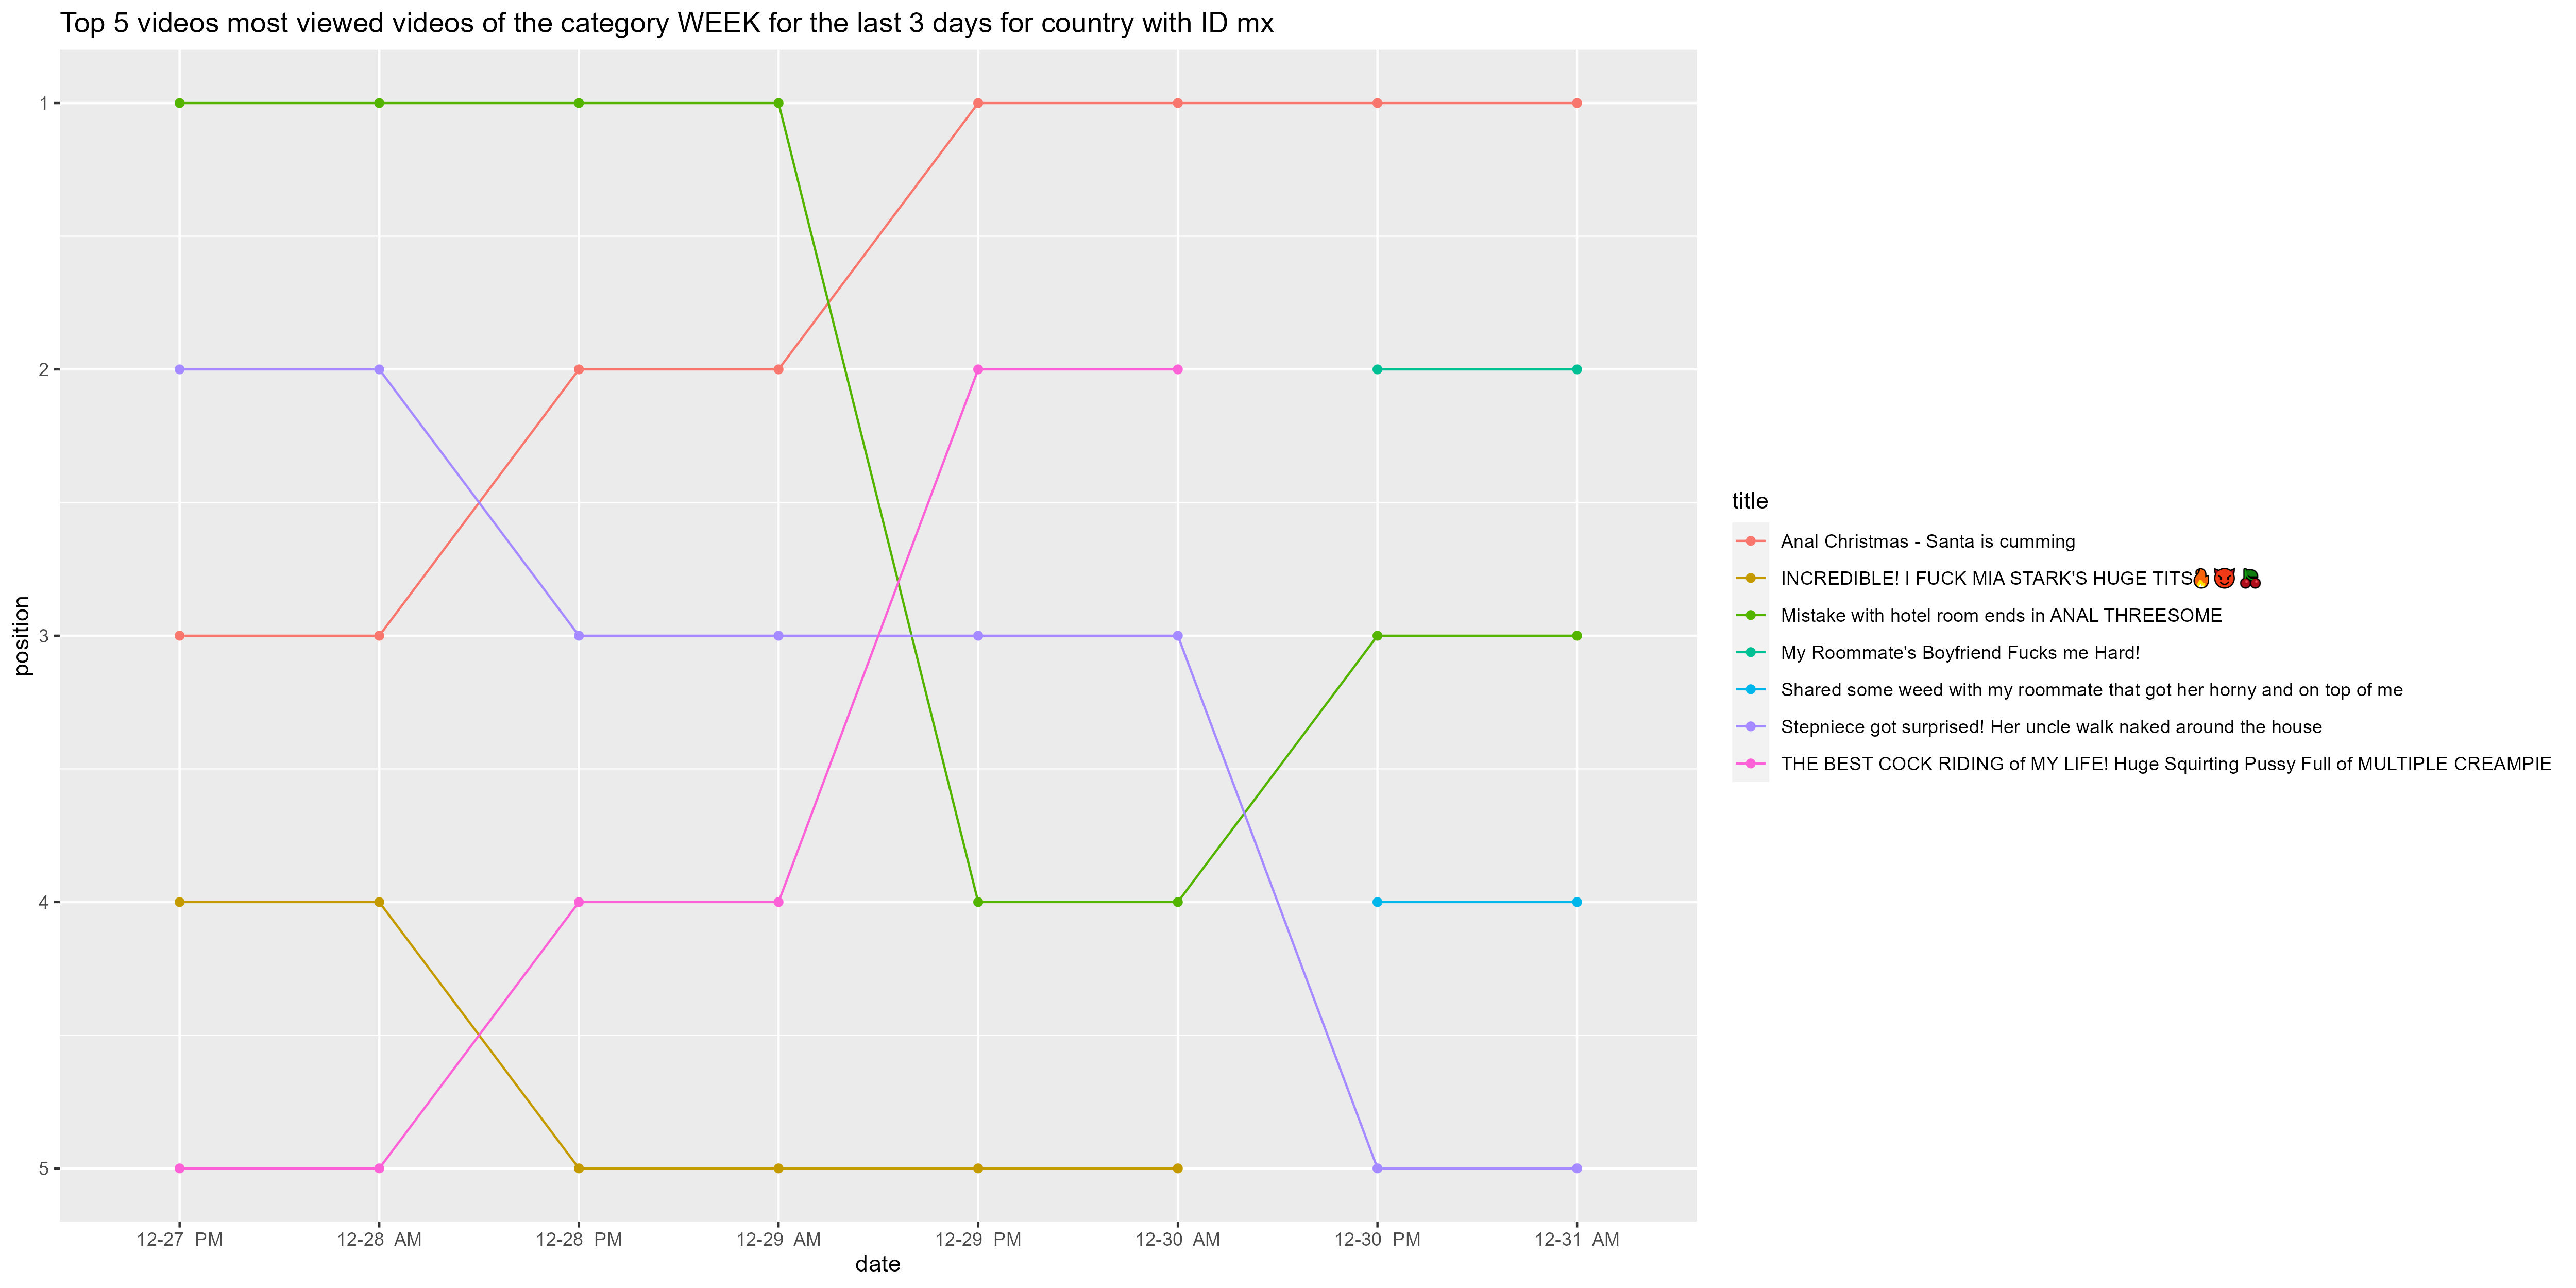 Top 5 videos most viewed videos of the category WEEK for the last 3 days for country with ID mx
1
2
3
4
5
position
12-27 PM
12-28 AM
12-28 PM
12-29 AM
12-29 PM
12-30 AM
12-30 PM
12-31 AM
date
title
Anal Christmas - Santa is cumming
INCREDIBLE! I FUCK MIA STARK'S HUGE TITS🔥😈🍒
Mistake with hotel room ends in ANAL THREESOME
My Roommate's Boyfriend Fucks me Hard!
Shared some weed with my roommate that got her horny and on top of me
Stepniece got surprised! Her uncle walk naked around the house
THE BEST COCK RIDING of MY LIFE! Huge Squirting Pussy Full of MULTIPLE CREAMPIE